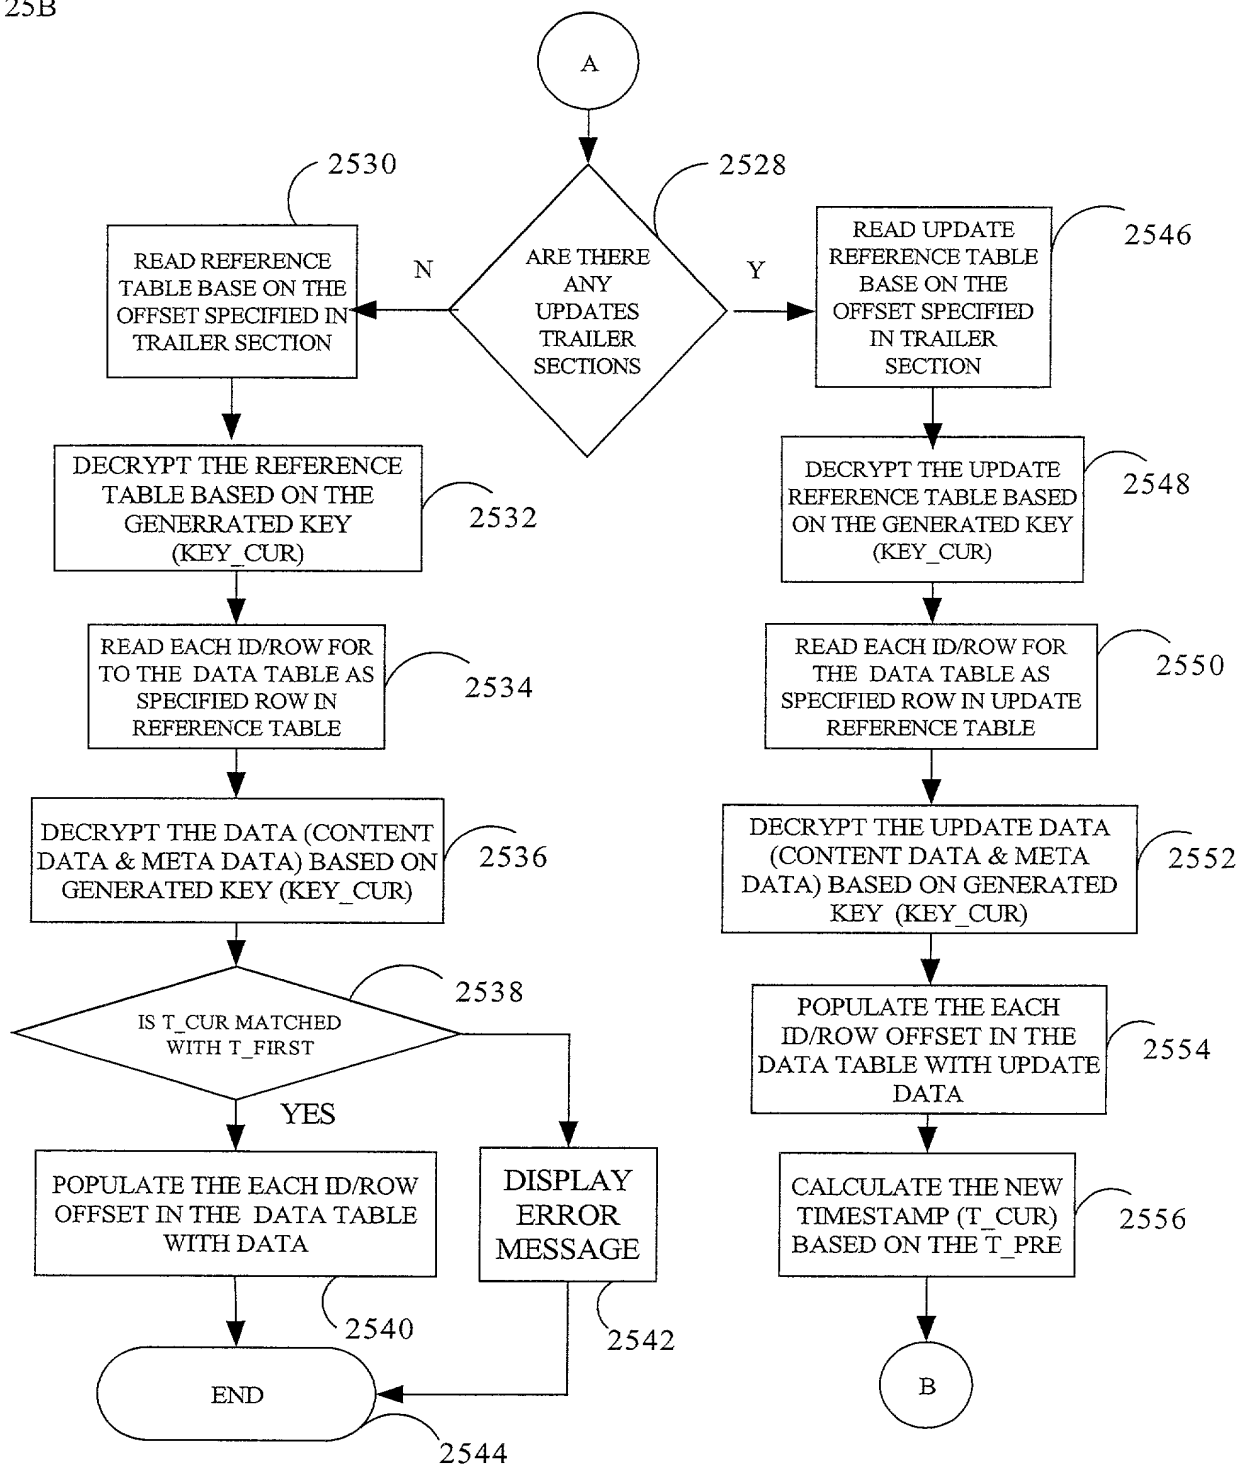 25B
A
2530
2528
2546
READ REFERENCE
TABLE BASE ON THE
OFFSET SPECIFIED IN
TRAILER SECTION
N
ARE THERE
ANY
UPDATES
TRAILER
SECTIONS
Y
READ UPDATE
REFERENCE TABLE
BASE ON THE
OFFSET SPECIFIED
IN TRAILER
SECTION
DECRYPT THE REFERENCE
TABLE BASED ON THE
GENERRATED KEY
(KEY_CUR)
2532
DECRYPT THE UPDATE
REFERENCE TABLE BASED
ON THE GENERATED KEY
(KEY_CUR)
2548
READ EACH ID/ROW FOR
TO THE DATA TABLE AS
SPECIFIED ROW IN
REFERENCE TABLE
2534
READ EACH ID/ROW FOR
THE DATA TABLE AS
SPECIFIED ROW IN UPDATE
REFERENCE TABLE
2550
DECRYPT THE DATA (CONTENT
DATA & META DATA) BASED ON
GENERATED KEY (KEY_CUR)
2536
DECRYPT THE UPDATE DATA
(CONTENT DATA & META
DATA) BASED ON GENERATED
KEY (KEY_CUR)
2552
IS T_CUR MATCHED
WITH T_FIRST
2538
YES
POPULATE THE EACH
ID/ROW OFFSET IN THE
DATA TABLE WITH UPDATE
DATA
2554
POPULATE THE EACH ID/ROW
OFFSET IN THE DATA TABLE
WITH DATA
2540
DISPLAY
ERROR
MESSAGE
2542
CALCULATE THE NEW
TIMESTAMP (T_CUR)
BASED ON THE T_PRE
2556
END
2544
B